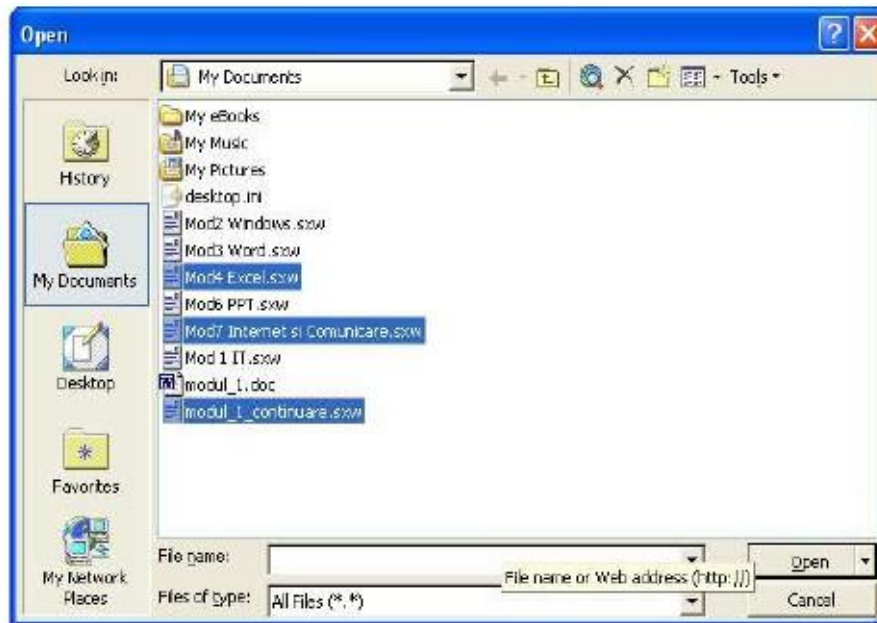 Open
Look in:
My Documents
Tools
History
My Documents
Desktop
Favorites
My Network
Places
My eBooks
My Music
My Pictures
desktop.ini
Mod2 Windows.sxw
Mod3 Word.sxw
Mod4 Excel.sxw
Mod6 PPT.sxw
Mod7 Internet si Comunicare.sxw
Mod 1 IT.sxw
modul_1.doc
modul_1_continuare.sxw
File name:
Open
File name or Web address (http://)
Files of type:
All Files (*.*)
Cancel